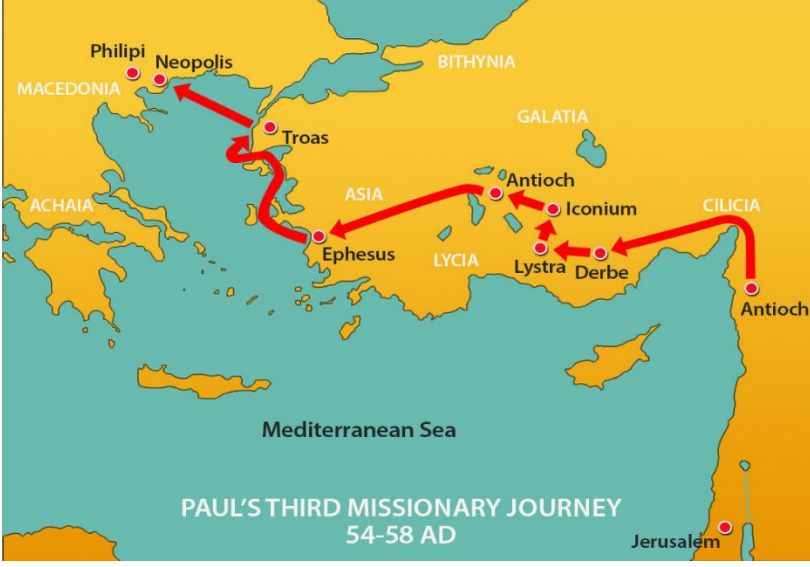 Philipi
Neopolis
BITHYNIA
MACEDONIA
GALATIA
Troas
Antioch
ASIA
ACHAIA
Iconium
CILICIA
Ephesus
LYCIA
Lystra
Derbe
Antioch
Mediterranean Sea
PAUL'S THIRD MISSIONARY JOURNEY
54-58 AD
Jerusalem